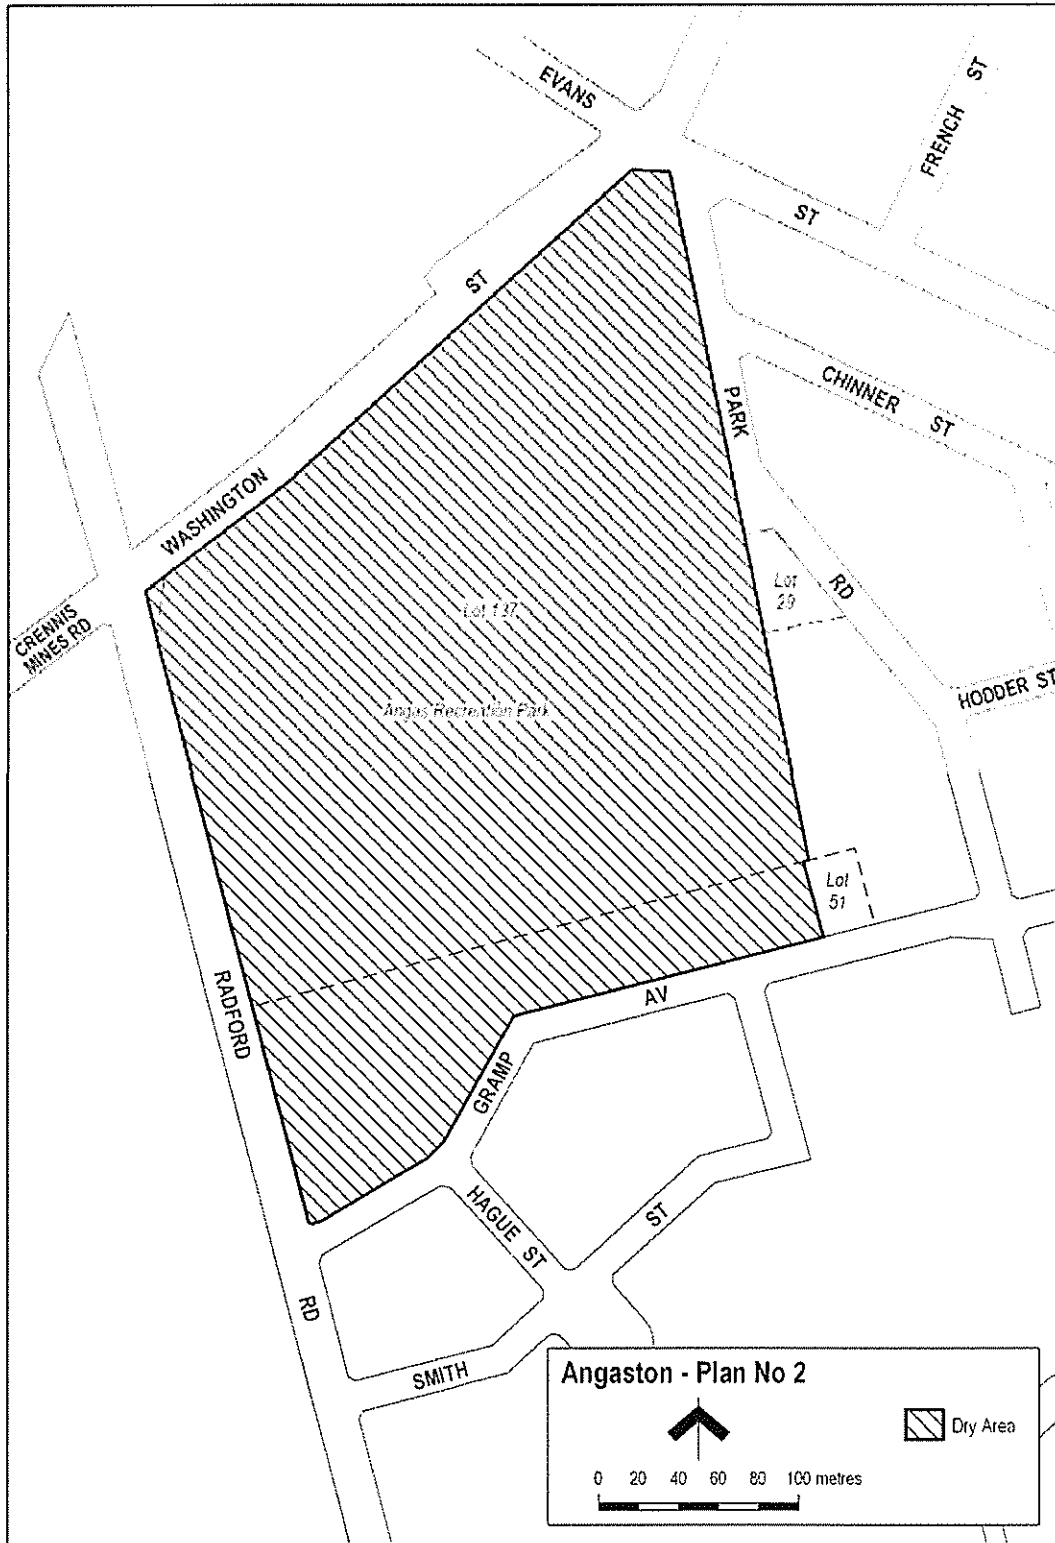 EVANS
ST
FRENCH ST
ST
CHINNER ST
PARK
RD
WASHINGTON
CRENNIS
MINES RD
Lot 137
Lot
29
HODDER ST
Angas Recreation Park
Lot
51
RADFORD
AV
GRAMP
HAGUE ST
ST
RD
SMITH
Angaston - Plan No 2
Dry Area
0 20 40 60 80 100 metres